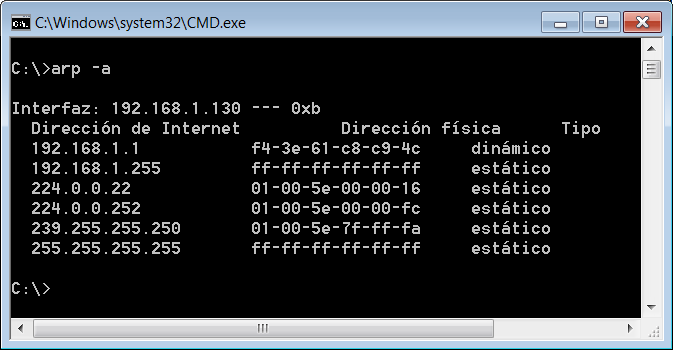 C:\Windows\system32\CMD.exe
C:\>arp -a
Interfaz: 192.168.1.130 --- 0xb
Dirección de Internet Dirección física Tipo
192.168.1.1 f4-3e-61-c8-c9-4c dinámico
192.168.1.255 ff-ff-ff-ff-ff-ff estático
224.0.0.22 01-00-5e-00-00-16 estático
224.0.0.252 01-00-5e-00-00-fc estático
239.255.255.250 01-00-5e-7f-ff-fa estático
255.255.255.255 ff-ff-ff-ff-ff-ff estático
C:\>